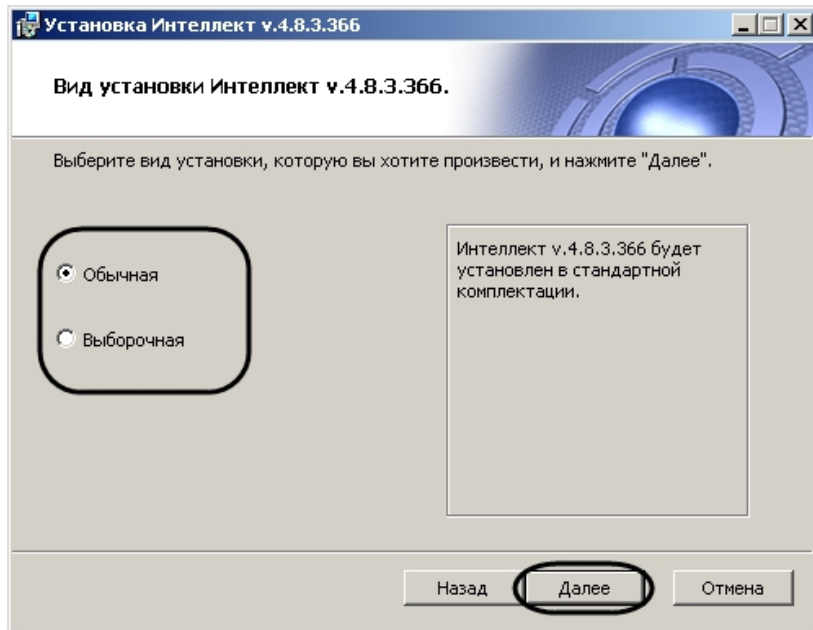 Установка Интеллект v.4.8.3.366
Вид установки Интеллект v.4.8.3.366.
Выберите вид установки, которую вы хотите произвести, и нажмите "Далее".
Обычная
Выборочная
Интеллект v.4.8.3.366 будет
установлен в стандартной
комплектации.
Назад
Далее
Отмена